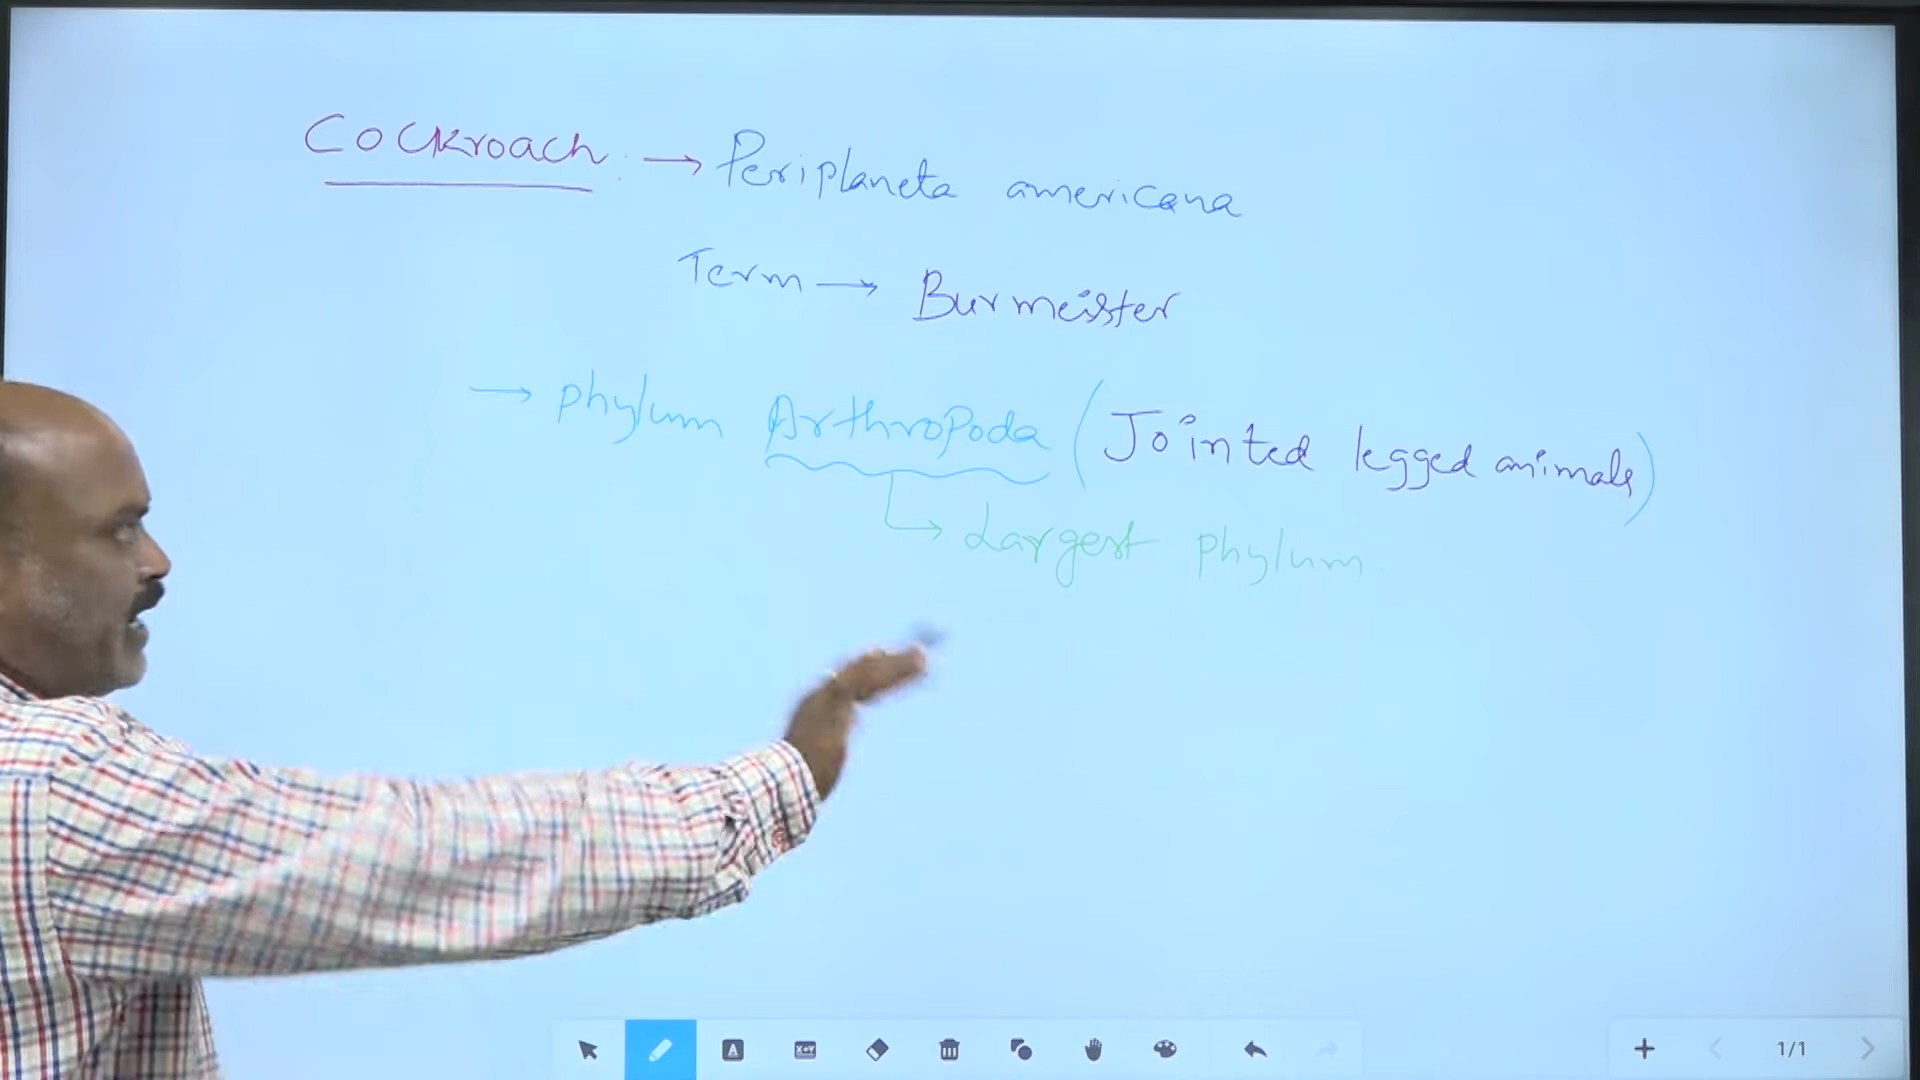 Cockroach → Periplaneta americana
Term → Burmeister
→ phylum Arthropoda (Jointed legged animals)
→ Largest phylum
1/1